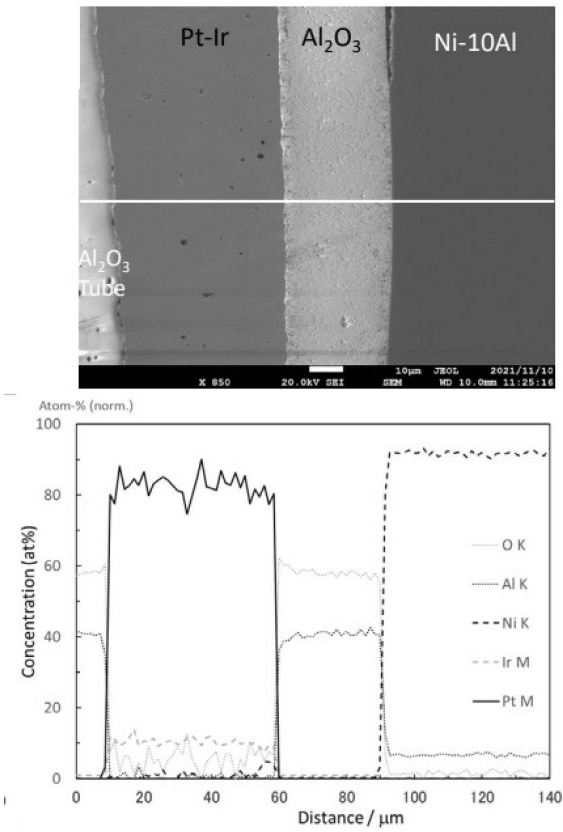 Pt-Ir Al₂O₃ Ni-10Al
Al₂O₃
Tube
10μm JEOL 2021/11/10
X 850 20.0kV SEI SEM WD 10.0mm 11:25:16
Atom-% (norm.)
100
80
60
40
20
0
Concentration (at%)
O K
Al K
Ni K
Ir M
Pt M
0 20 40 60 80 100 120 140
Distance / μm